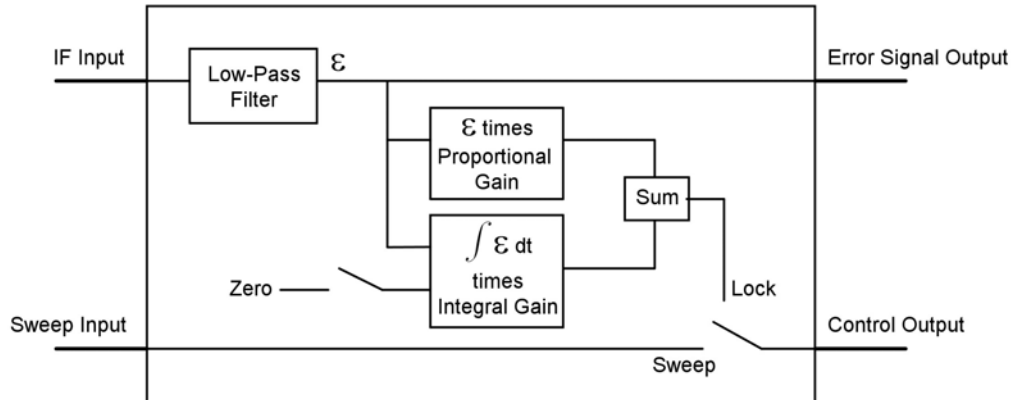 IF Input
Low-Pass
Filter
ε
Error Signal Output
ε times
Proportional
Gain
Sum
∫ ε dt
times
Integral Gain
Zero
Lock
Sweep Input
Control Output
Sweep